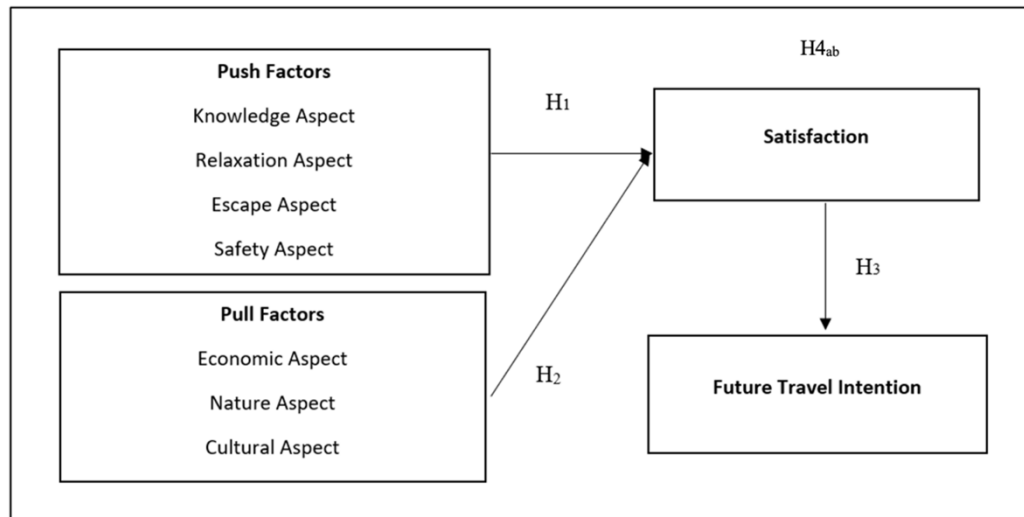 Push Factors
Knowledge Aspect
Relaxation Aspect
Escape Aspect
Safety Aspect
H1
H4ab
Satisfaction
Pull Factors
Economic Aspect
Nature Aspect
Cultural Aspect
H2
H3
Future Travel Intention